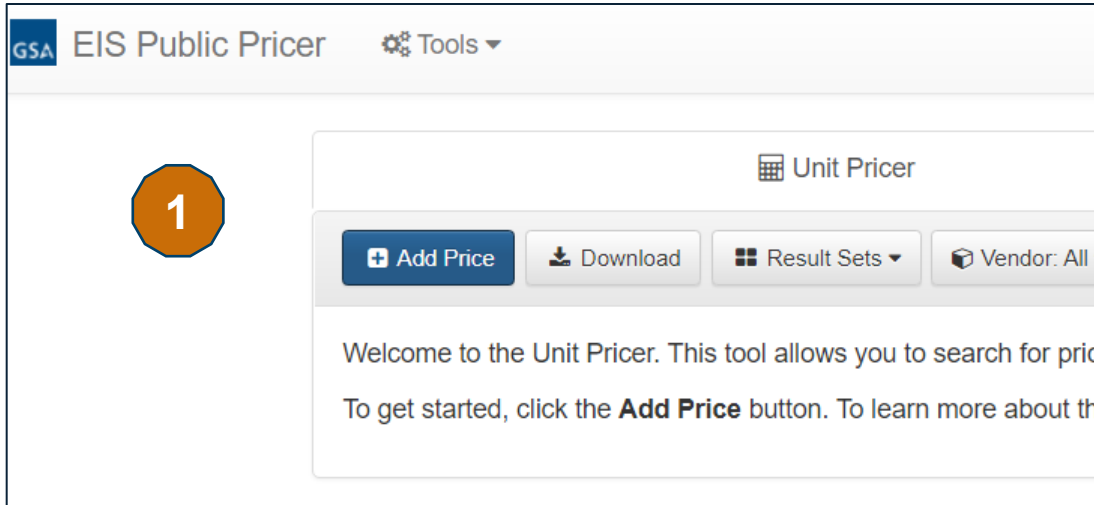 GSA EIS Public Pricer Tools
Unit Pricer
1
Add Price Download Result Sets Vendor: All
Welcome to the Unit Pricer. This tool allows you to search for
To get started, click the Add Price button. To learn more about